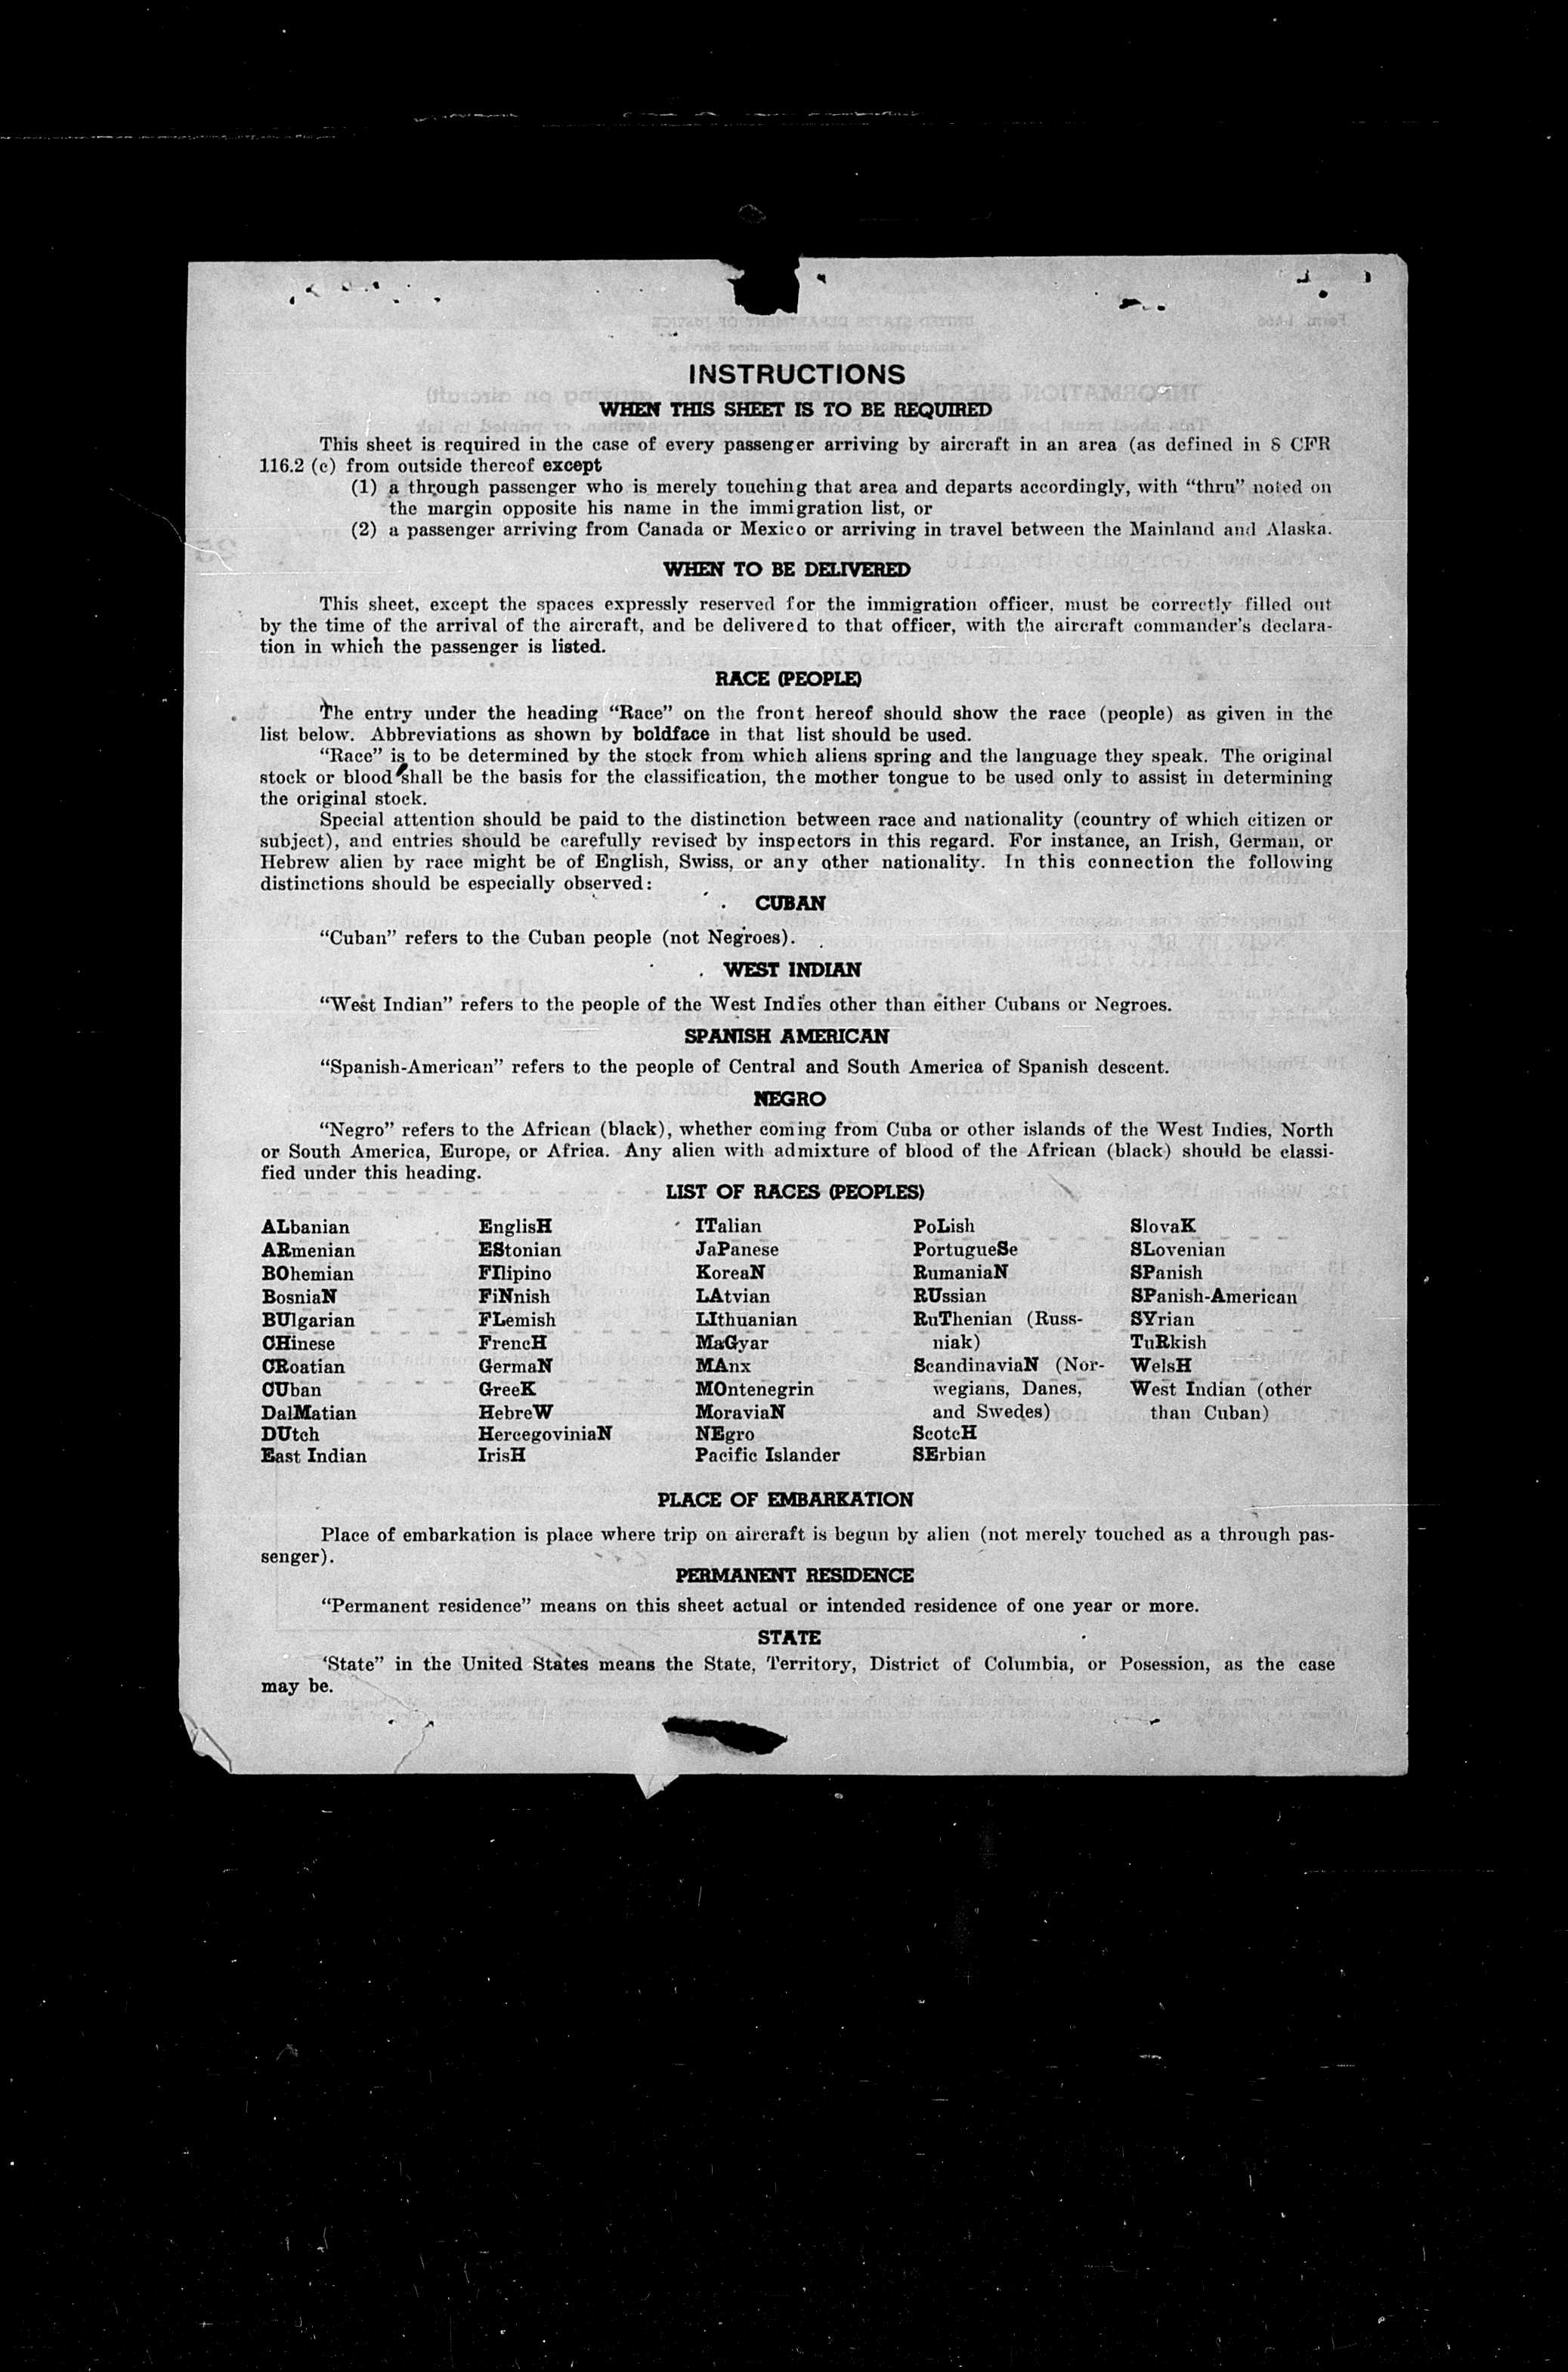 INSTRUCTIONS
WHEN THIS SHEET IS TO BE REQUIRED
This sheet is required in the case of every passenger arriving by aircraft in an area (as defined in 8 CFR
116.2 (c) from outside thereof except
(1) a through passenger who is merely touching that area and departs accordingly, with “thru” noted on
the margin opposite his name in the immigration list, or
(2) a passenger arriving from Canada or Mexico or arriving in travel between the Mainland and Alaska.
WHEN TO BE DELIVERED
This sheet, except the spaces expressly reserved for the immigration officer, must be correctly filled out
by the time of the arrival of the aircraft, and be delivered to that officer, with the aircraft commander’s declara-
tion in which the passenger is listed.
RACE (PEOPLE)
The entry under the heading “Race” on the front hereof should show the race (people) as given in the
list below. Abbreviations as shown by boldface in that list should be used.
“Race” is to be determined by the stock from which aliens spring and the language they speak. The original
stock or blood shall be the basis for the classification, the mother tongue to be used only to assist in determining
the original stock.
Special attention should be paid to the distinction between race and nationality (country of which citizen or
subject), and entries should be carefully revised by inspectors in this regard. For instance, an Irish, German, or
Hebrew alien by race might be of English, Swiss, or any other nationality. In this connection the following
distinctions should be especially observed:
CUBAN
“Cuban” refers to the Cuban people (not Negroes).
WEST INDIAN
“West Indian” refers to the people of the West Indies other than either Cubans or Negroes.
SPANISH AMERICAN
“Spanish-American” refers to the people of Central and South America of Spanish descent.
NEGRO
“Negro” refers to the African (black), whether coming from Cuba or other islands of the West Indies, North
or South America, Europe, or Africa. Any alien with admixture of blood of the African (black) should be classi-
fied under this heading.
LIST OF RACES (PEOPLES)
ALbanian
ARmenian
BOhemian
BosniaN
BUlgarian
CHinese
CRoatian
CUban
DalMatian
DUtch
East Indian
EnglisH
EStonian
FIlipino
FiNnish
FLemish
FrencH
GermaN
GreeK
HebreW
HercegoviniaN
IrisH
ITalian
JaPanese
KoreaN
LAtvian
LIthuanian
MaGyar
MAnx
MOntenegrin
MoraviaN
NEgro
Pacific Islander
PoLish
PortugueSe
RumaniaN
RUssian
RuThenian (Russ-
niak)
ScandinaviaN (Nor-
wegians, Danes,
and Swedes)
ScotcH
SErbian
SlovaK
SLovenian
SPanish
SPanish-American
SYrian
TuRkish
WelsH
West Indian (other
than Cuban)
PLACE OF EMBARKATION
Place of embarkation is place where trip on aircraft is begun by alien (not merely touched as a through pas-
senger).
PERMANENT RESIDENCE
“Permanent residence” means on this sheet actual or intended residence of one year or more.
STATE
‘State” in the United States means the State, Territory, District of Columbia, or Posession, as the case
may be.